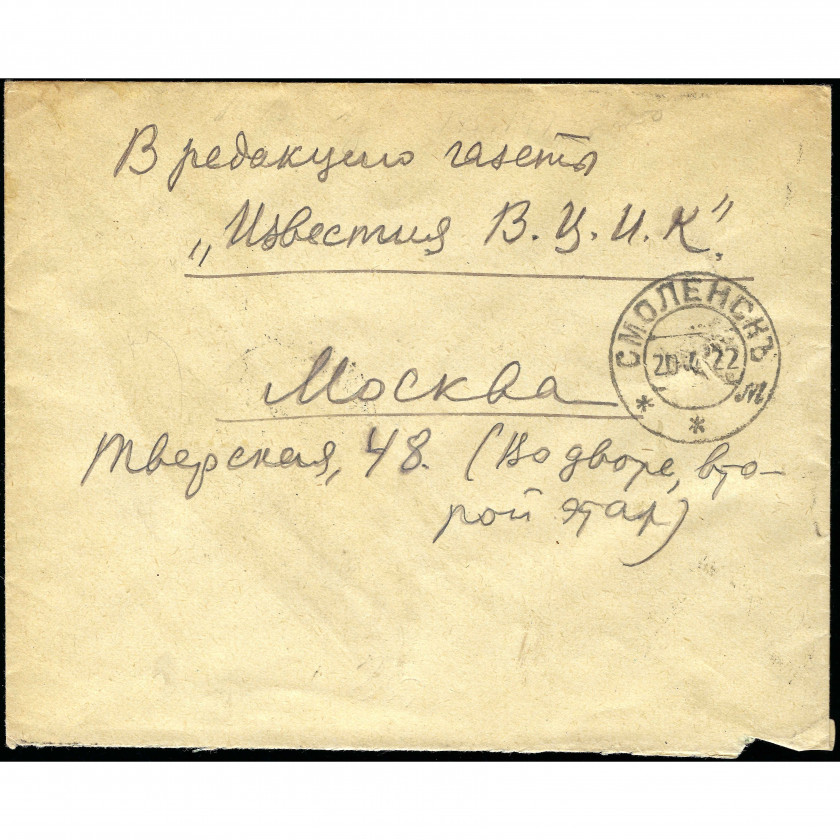 В редакцию газеты
„Известия В.Ц.И.К".
СМОЛЕНСКЪ
20.4.22
М
Москва
Тверская, 48. (Во дворе, вто-
рой этаж)